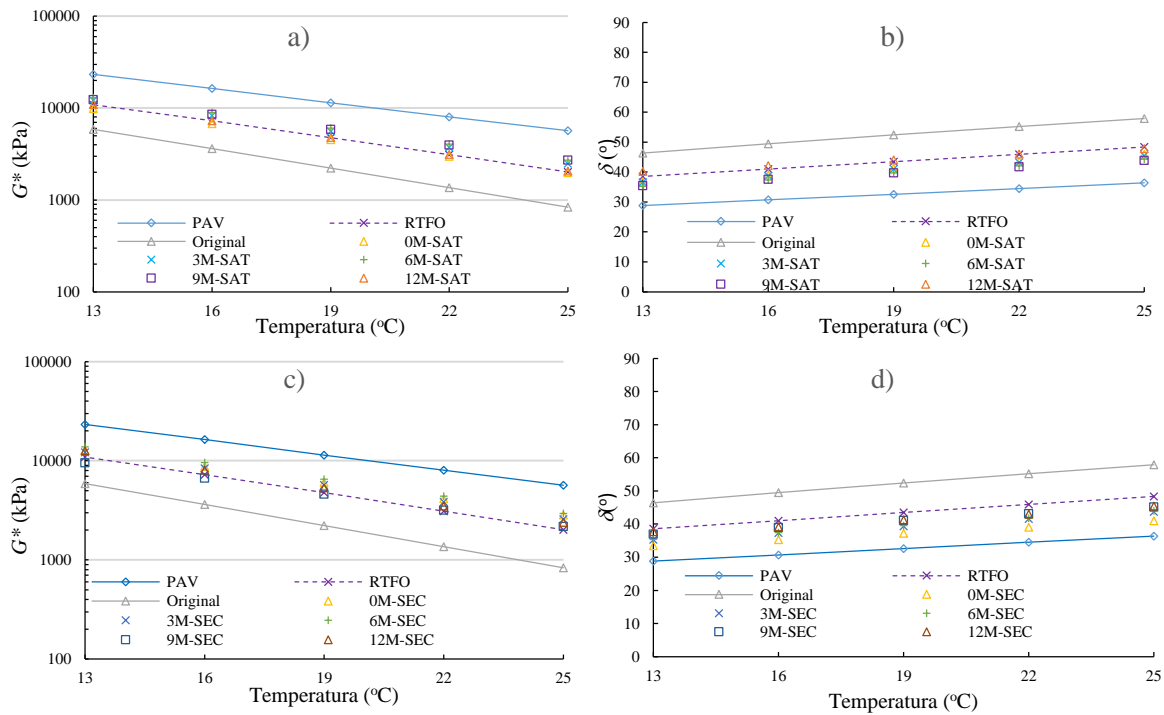 a)
100000
10000
1000
100
G* (kPa)
13 16 19 22 25
Temperatura (°C)
PAV RTFO
Original 0M-SAT
3M-SAT 6M-SAT
9M-SAT 12M-SAT
b)
90
80
70
60
50
40
30
20
10
0
δ (°)
PAV RTFO
Original 0M-SAT
3M-SAT 6M-SAT
9M-SAT 12M-SAT
13 16 19 22 25
Temperatura (°C)
c)
100000
10000
1000
100
G* (kPa)
PAV RTFO
Original 0M-SEC
3M-SEC 6M-SEC
9M-SEC 12M-SEC
13 16 19 22 25
Temperatura (°C)
d)
90
80
70
60
50
40
30
20
10
0
δ(°)
PAV RTFO
Original 0M-SEC
3M-SEC 6M-SEC
9M-SEC 12M-SEC
13 16 19 22 25
Temperatura (°C)